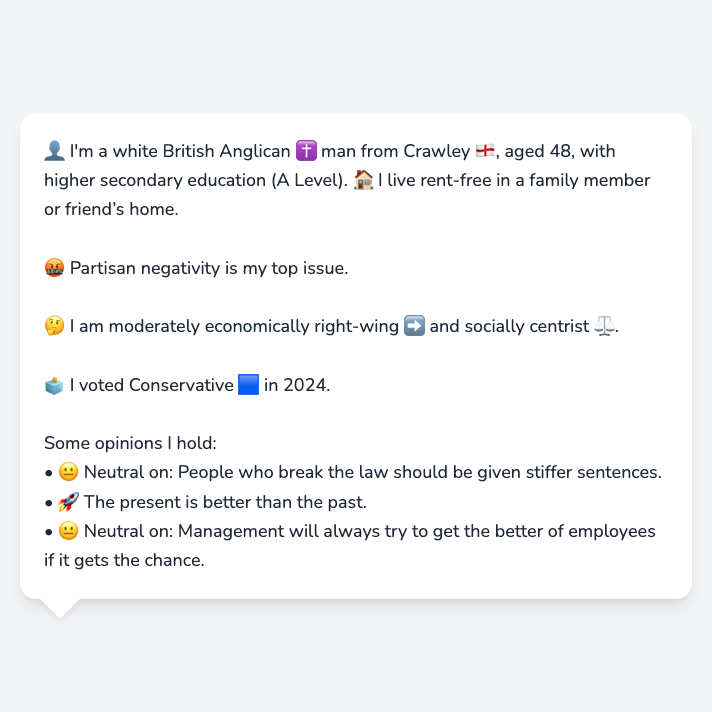 👤 I'm a white British Anglican ✝️ man from Crawley 🏴󠁧󠁢󠁥󠁮󠁧󠁿, aged 48, with
higher secondary education (A Level). 🏠 I live rent-free in a family member
or friend’s home.
🤬 Partisan negativity is my top issue.
🤔 I am moderately economically right-wing ➡️ and socially centrist ⚖️.
🗳️ I voted Conservative 🟦 in 2024.
Some opinions I hold:
• 😐 Neutral on: People who break the law should be given stiffer sentences.
• 🚀 The present is better than the past.
• 😐 Neutral on: Management will always try to get the better of employees
if it gets the chance.